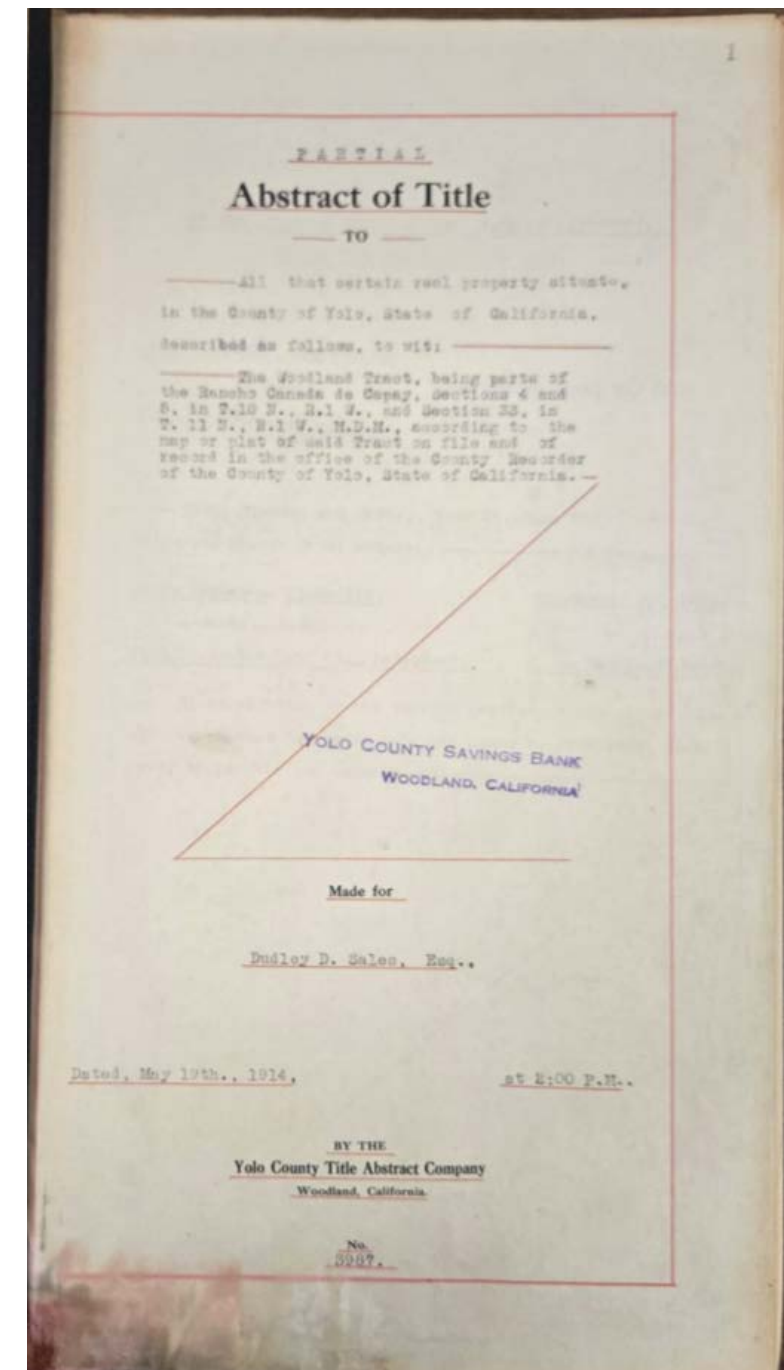 1
PARTIAL
Abstract of Title
TO
All that certain real property situate,
in the County of Yolo, State of California,
described as follows, to wit:
The Woodland Tract, being parts of
the Rancho Canada de Capay, Sections 4 and
5, in T.10 N., R.1 W., and Section 33, in
T. 11 N., R.1 W., M.D.M., according to the
map or plat of said Tract on file and of
record in the office of the County Recorder
of the County of Yolo, State of California.
YOLO COUNTY SAVINGS BANK
WOODLAND, CALIFORNIA
Made for
Dudley D. Sales, Esq.,
Dated, May 19th., 1914,
at 2:00 P.M..
BY THE
Yolo County Title Abstract Company
Woodland, California.
No.
3987.